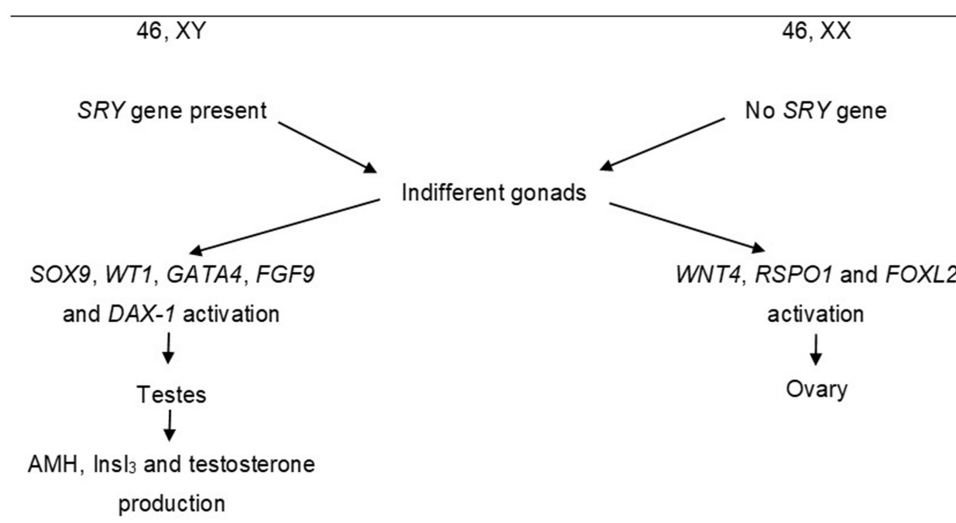 46, XY
46, XX
SRY gene present
No SRY gene
Indifferent gonads
SOX9, WT1, GATA4, FGF9
and DAX-1 activation
WNT4, RSPO1 and FOXL2
activation
Testes
Ovary
AMH, Insl₃ and testosterone
production